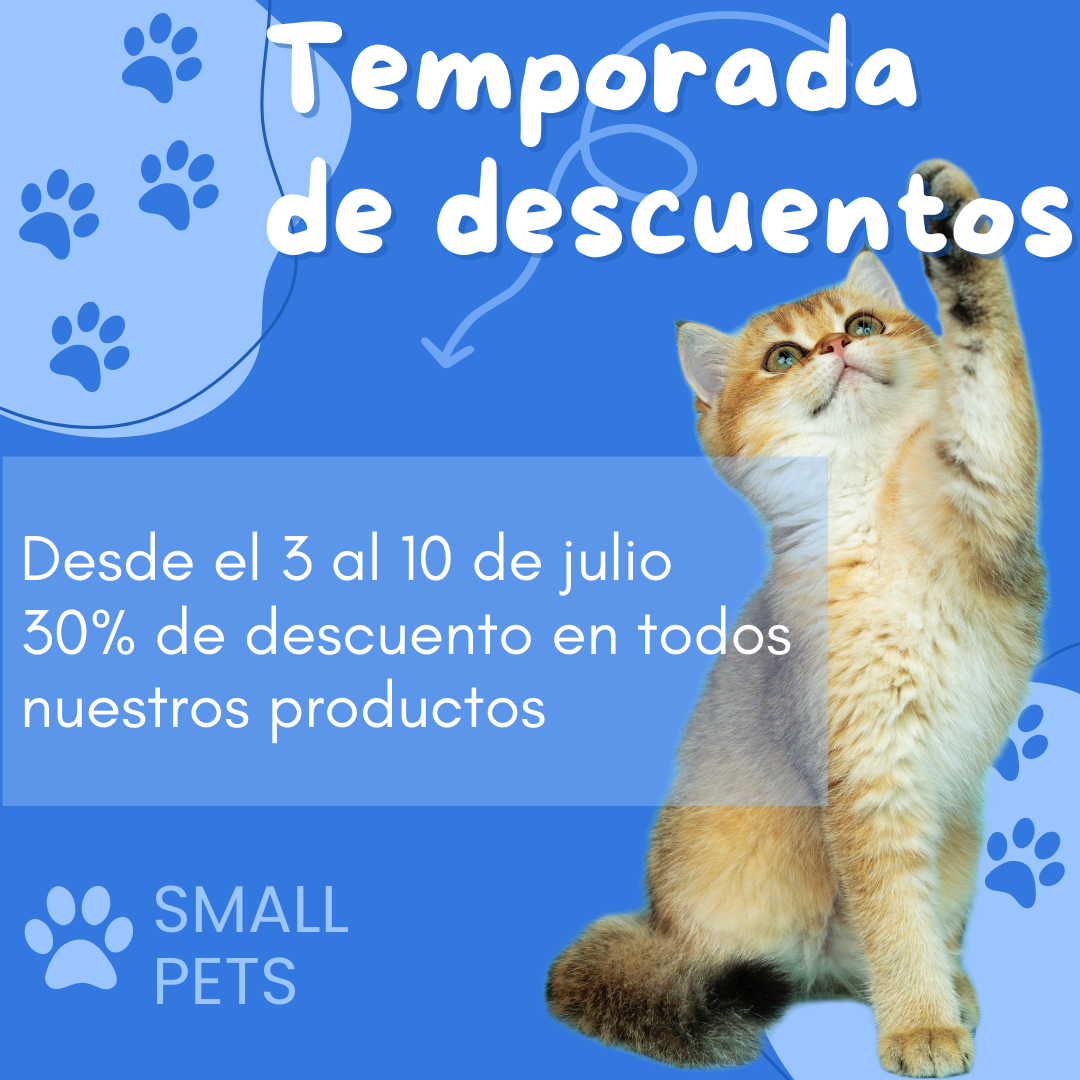 Temporada
de descuentos
Desde el 3 al 10 de julio
30% de descuento en todos
nuestros productos
SMALL
PETS